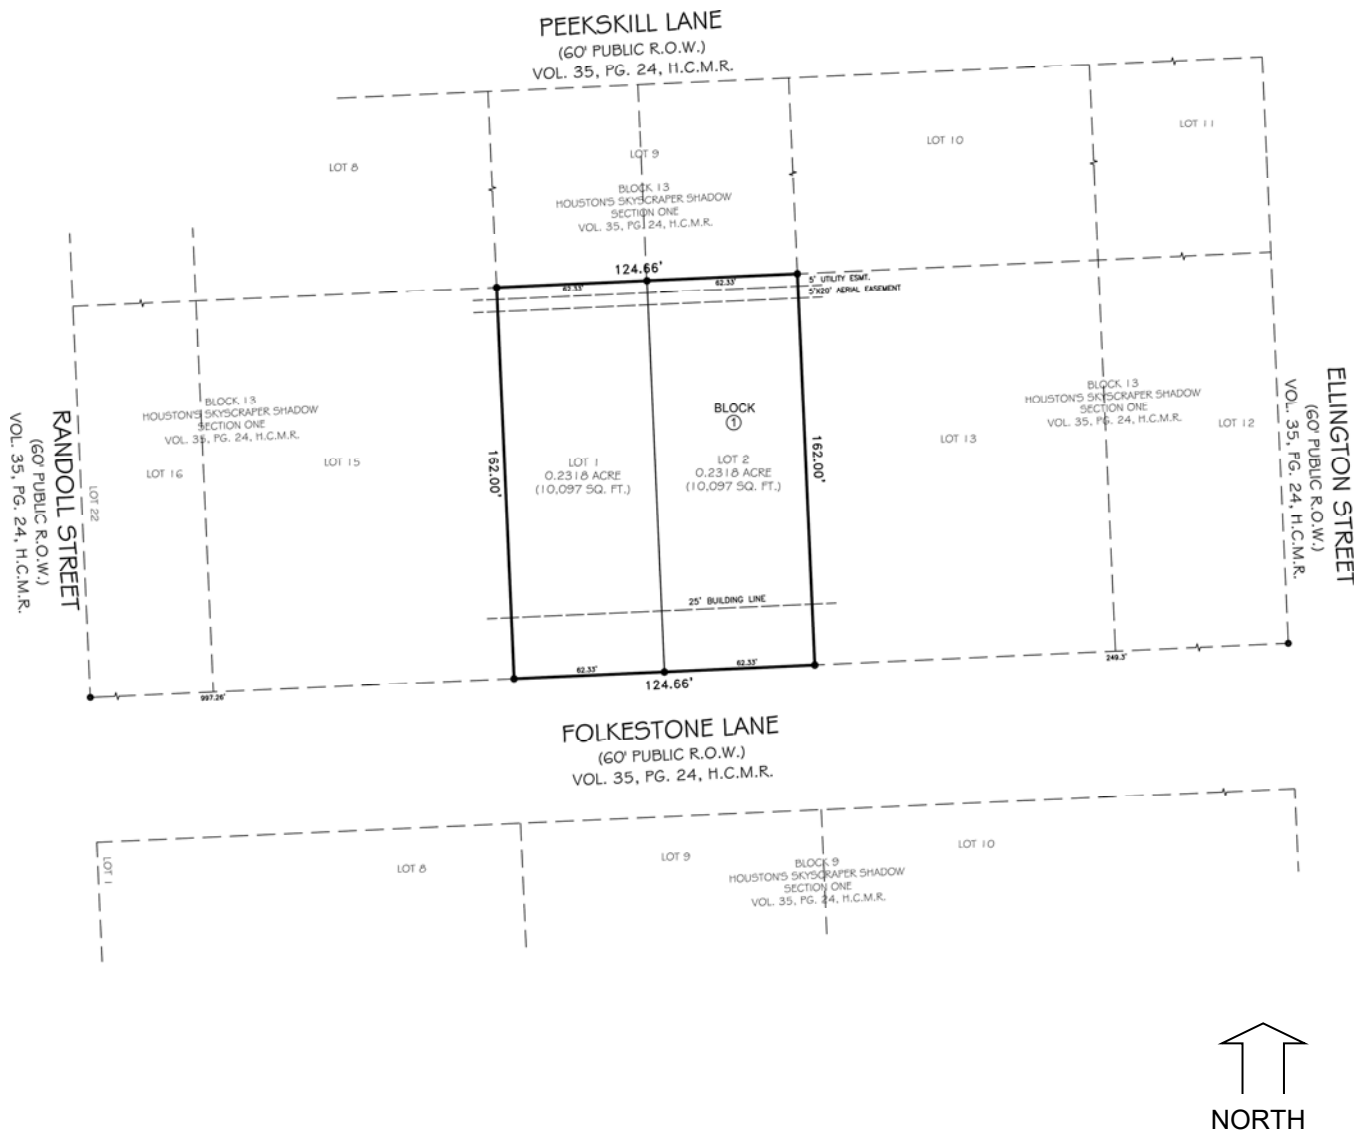 PEEKSKILL LANE
(60' PUBLIC R.O.W.)
VOL. 35, PG. 24, H.C.M.R.
LOT 8
LOT 9
LOT 10
LOT 11
BLOCK 13
HOUSTON'S SKYSCRAPER SHADOW
SECTION ONE
VOL. 35, PG. 24, H.C.M.R.
124.66'
62.33'
62.33'
5' UTILITY ESMT.
5'X20' AERIAL EASEMENT
RANDOLL STREET
(60' PUBLIC R.O.W.)
VOL. 35, PG. 24, H.C.M.R.
LOT 22
BLOCK 13
HOUSTON'S SKYSCRAPER SHADOW
SECTION ONE
VOL. 35, PG. 24, H.C.M.R.
LOT 16
LOT 15
162.00'
LOT 1
0.2318 ACRE
(10,097 SQ. FT.)
BLOCK
1
LOT 2
0.2318 ACRE
(10,097 SQ. FT.)
162.00'
BLOCK 13
HOUSTON'S SKYSCRAPER SHADOW
SECTION ONE
VOL. 35, PG. 24, H.C.M.R.
LOT 13
LOT 12
ELLINGTON STREET
(60' PUBLIC R.O.W.)
VOL. 35, PG. 24, H.C.M.R.
25' BUILDING LINE
62.33'
62.33'
124.66'
997.26'
249.3'
FOLKESTONE LANE
(60' PUBLIC R.O.W.)
VOL. 35, PG. 24, H.C.M.R.
LOT 1
LOT 8
LOT 9
LOT 10
BLOCK 9
HOUSTON'S SKYSCRAPER SHADOW
SECTION ONE
VOL. 35, PG. 24, H.C.M.R.
NORTH